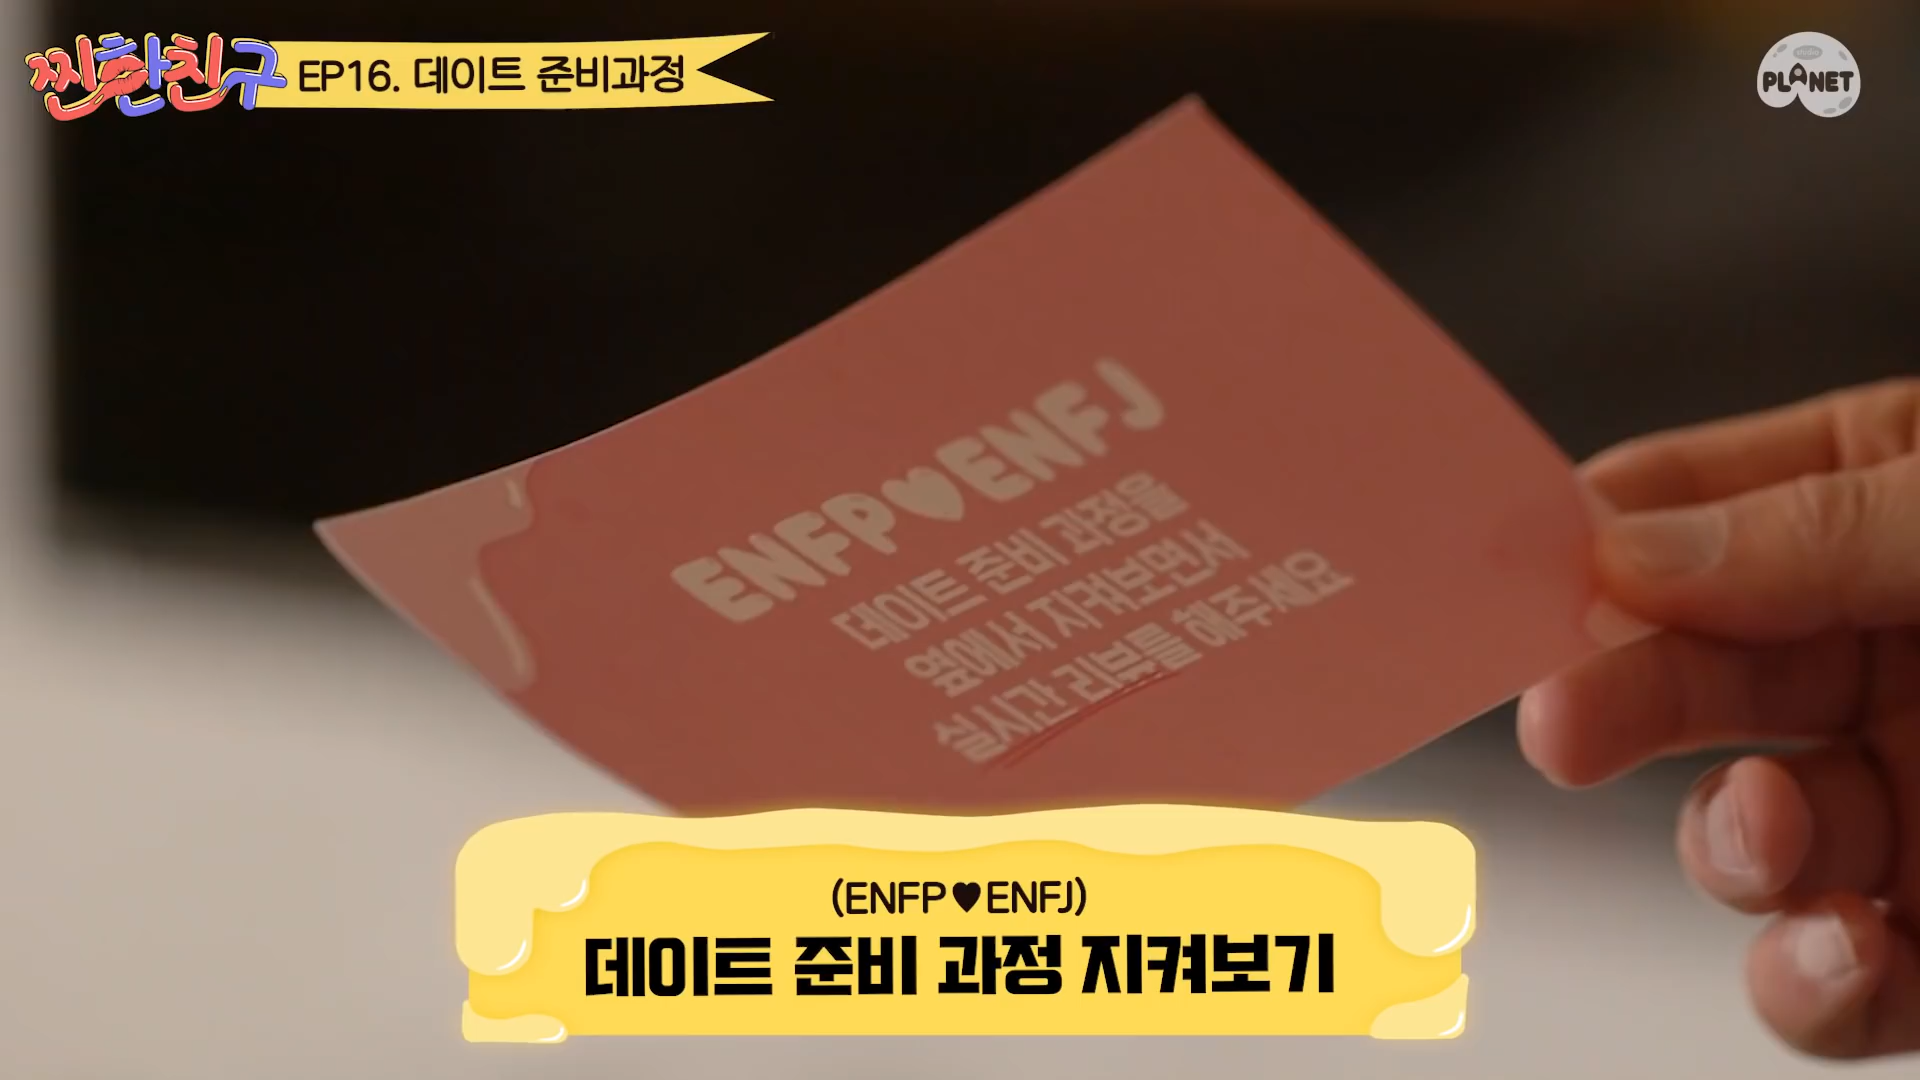 찐한친구
EP16. 데이트 준비과정
studio
PLANET
ENFP♥ENFJ
데이트 준비 과정을
옆에서 지켜보면서
실시간 리뷰를 해주세요
(ENFP♥ENFJ)
데이트 준비 과정 지켜보기